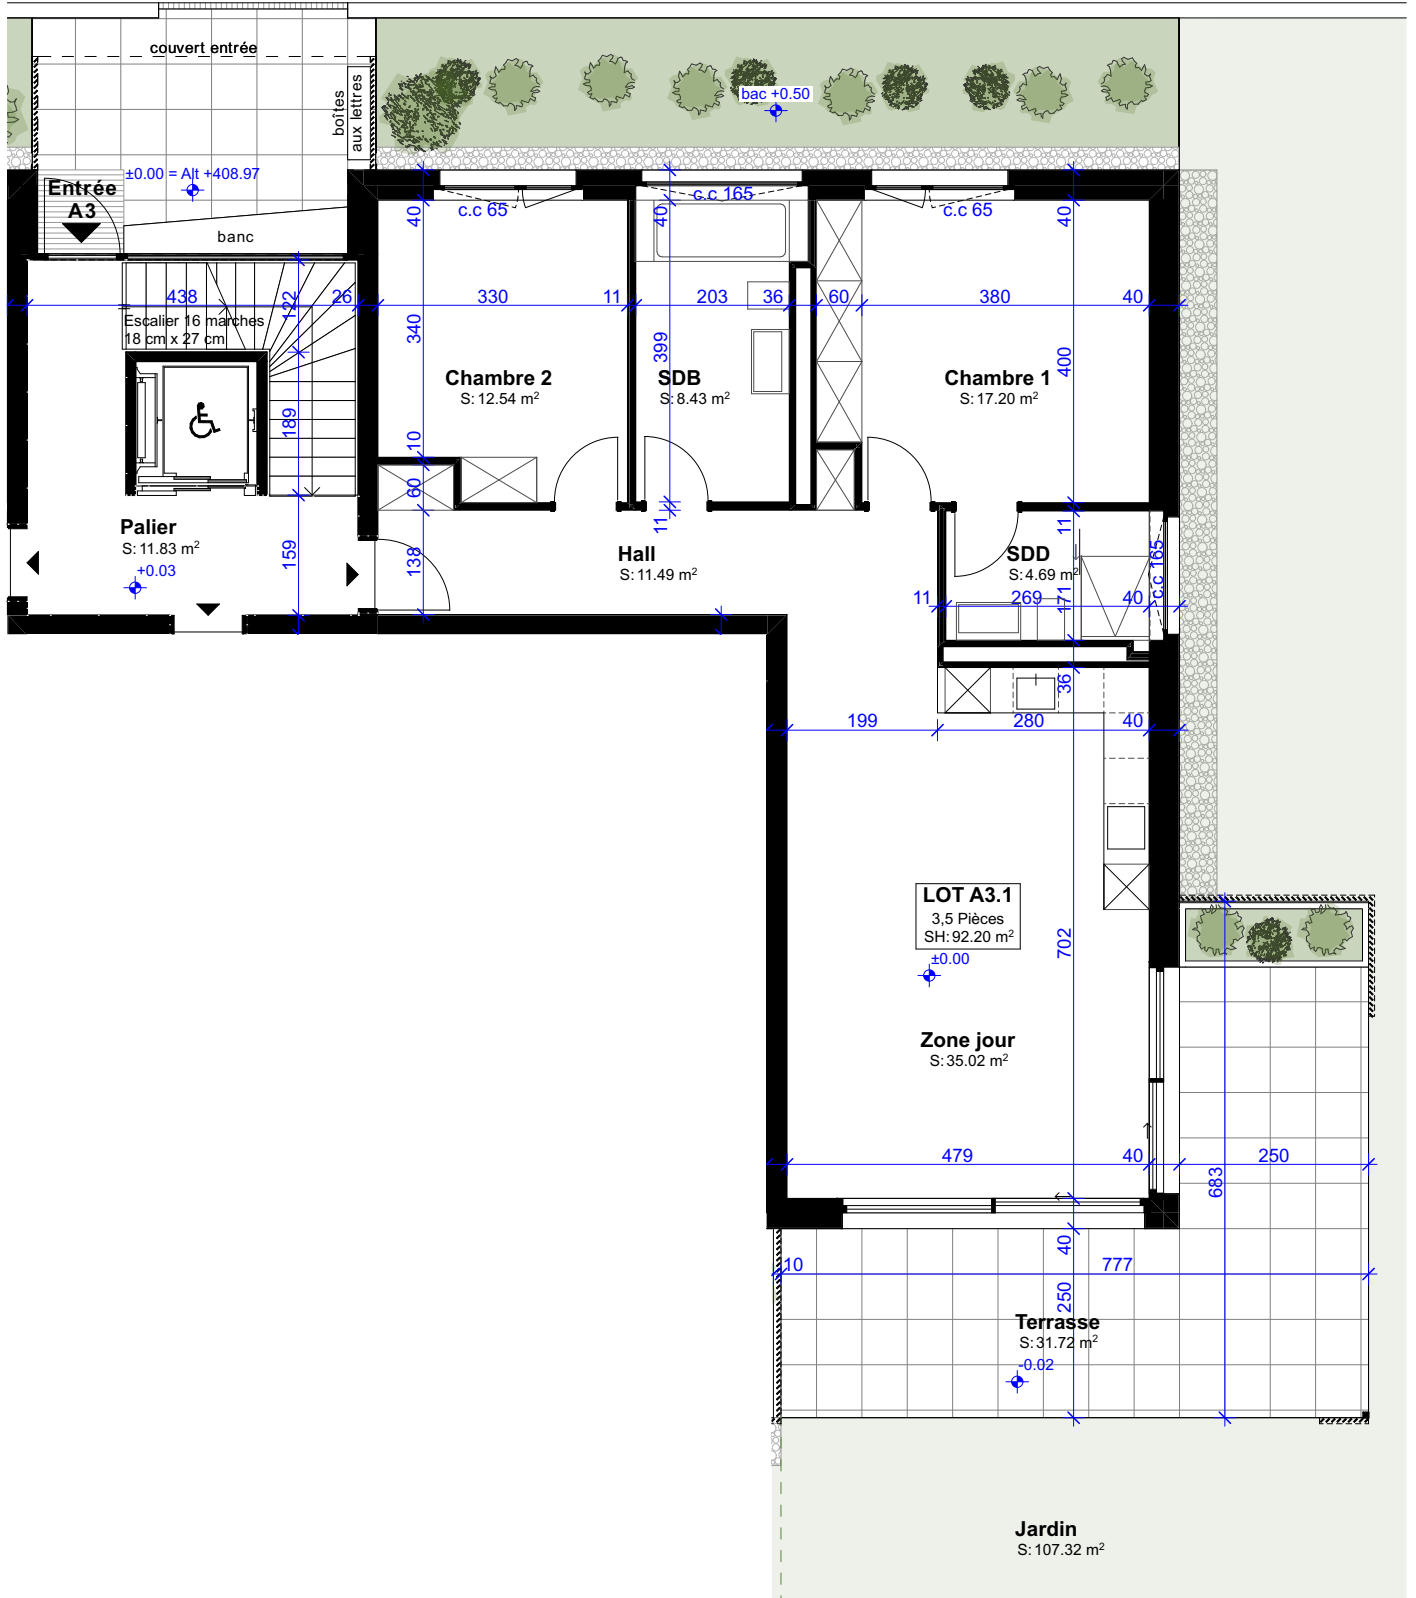 couvert entrée
boîtes
aux lettres
bac +0.50
±0.00 = Alt +408.97
Entrée
A3
banc
c.c 65
c.c 165
c.c 65
40
40
40
438
122
26
330
11
203
36
60
380
40
Escalier 16 marches
18 cm x 27 cm
340
399
400
Chambre 2
S: 12.54 m²
SDB
S: 8.43 m²
Chambre 1
S: 17.20 m²
189
10
60
Palier
S: 11.83 m²
+0.03
159
138
11
Hall
S: 11.49 m²
11
SDD
S: 4.69 m²
c.c 165
11
269
171
40
36
199
280
40
LOT A3.1
3,5 Pièces
SH: 92.20 m²
±0.00
702
Zone jour
S: 35.02 m²
479
40
250
683
40
10
777
250
Terrasse
S: 31.72 m²
-0.02
Jardin
S: 107.32 m²